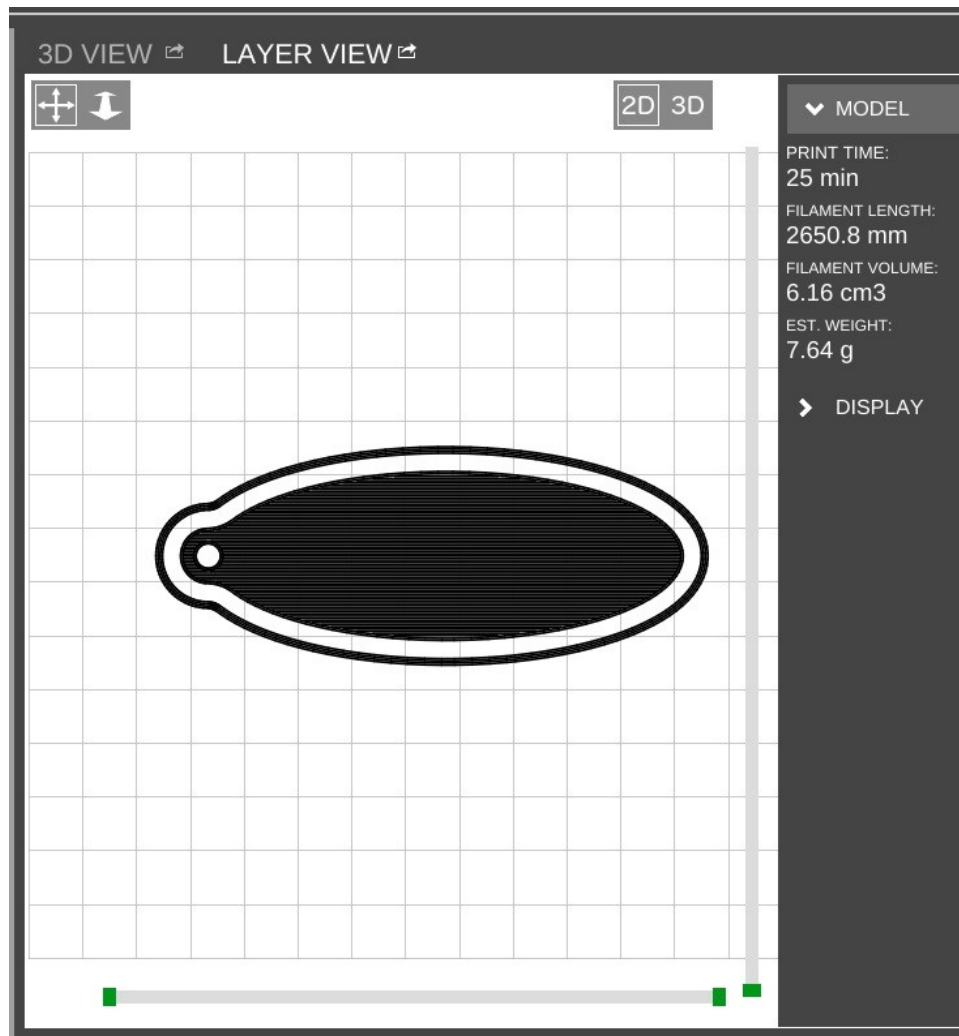 3D VIEW LAYER VIEW
2D 3D
MODEL
PRINT TIME:
25 min
FILAMENT LENGTH:
2650.8 mm
FILAMENT VOLUME:
6.16 cm3
EST. WEIGHT:
7.64 g
DISPLAY